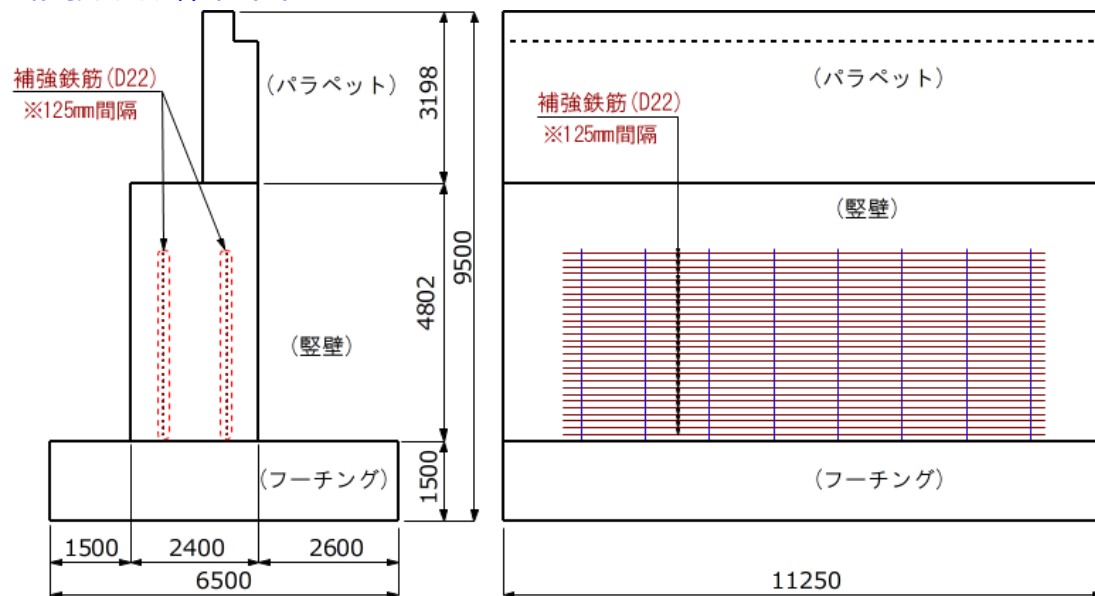 補強鉄筋(D22)
※125mm間隔
(パラペット)
3198
9500
4802
(竪壁)
(フーチング)
1500
1500
2400
2600
6500
(パラペット)
補強鉄筋(D22)
※125mm間隔
(竪壁)
(フーチング)
11250